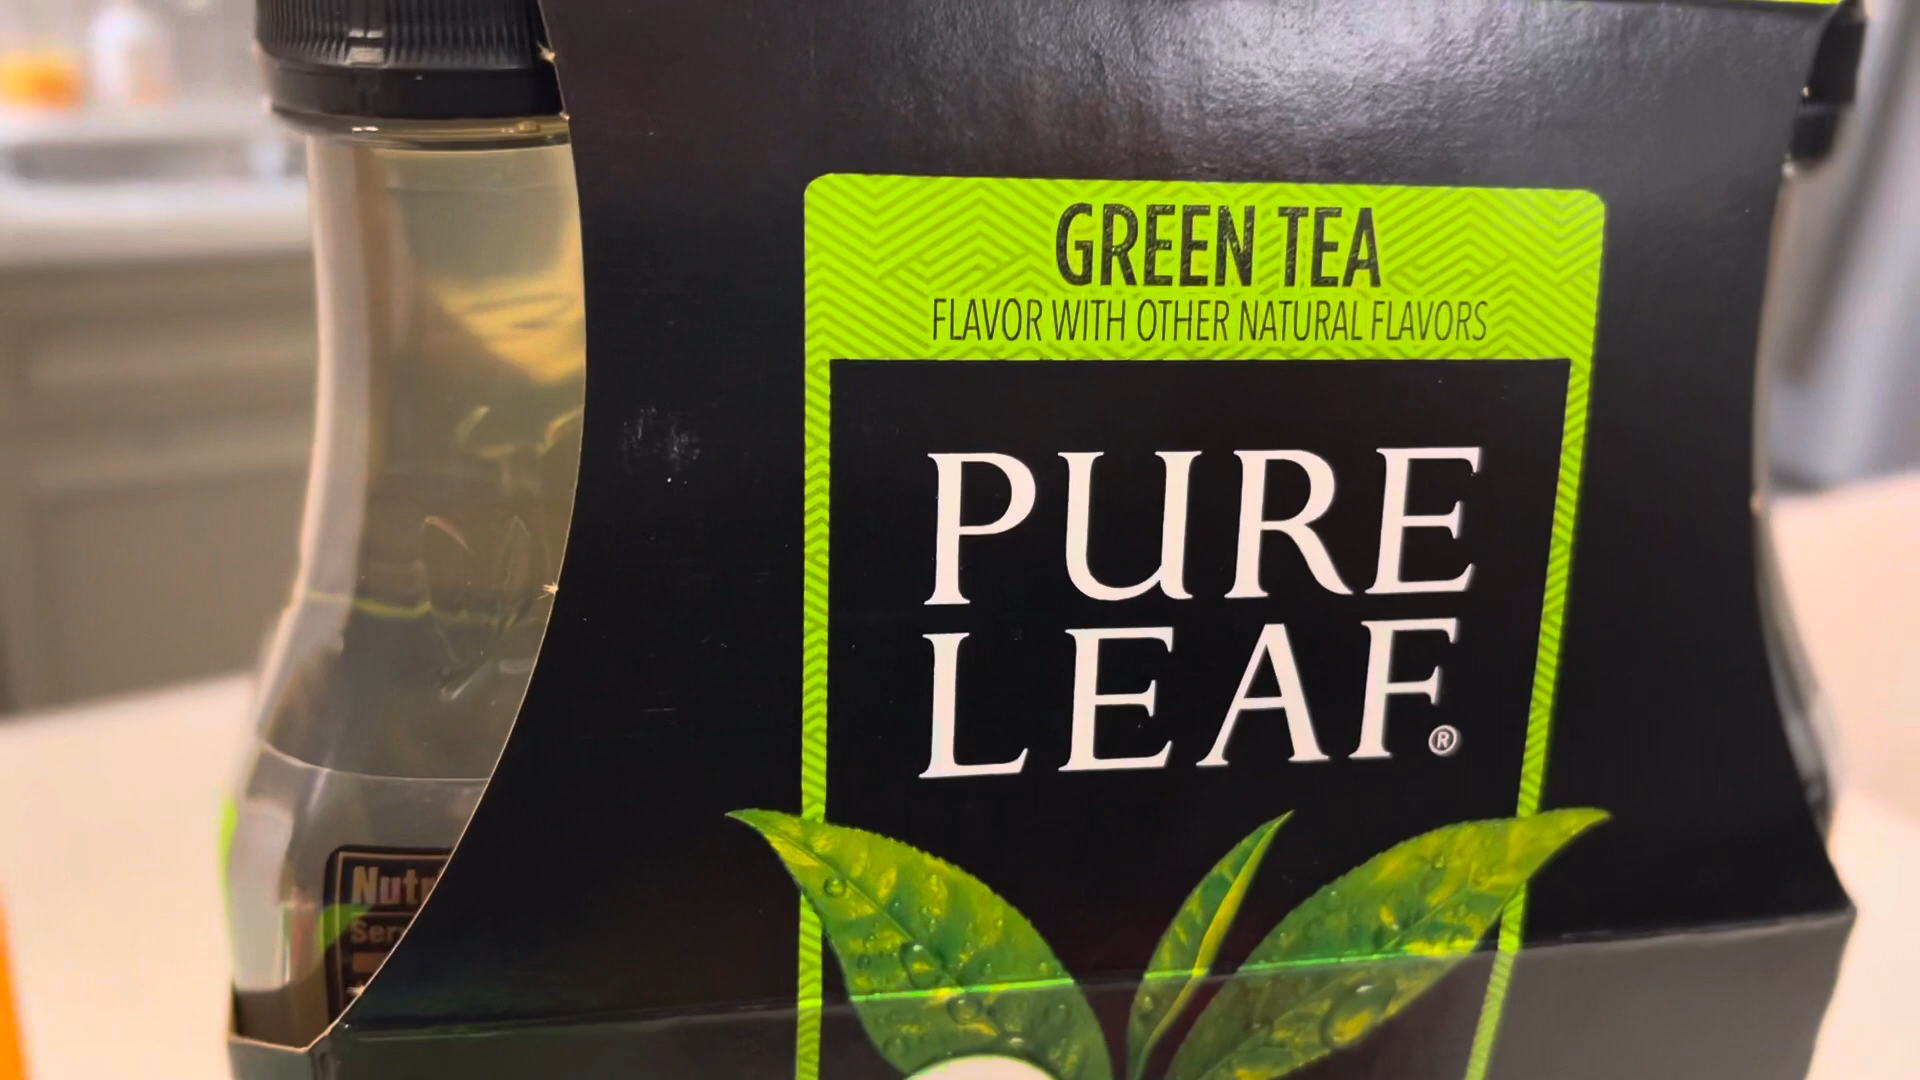 GREEN TEA
FLAVOR WITH OTHER NATURAL FLAVORS
PURE
LEAF®